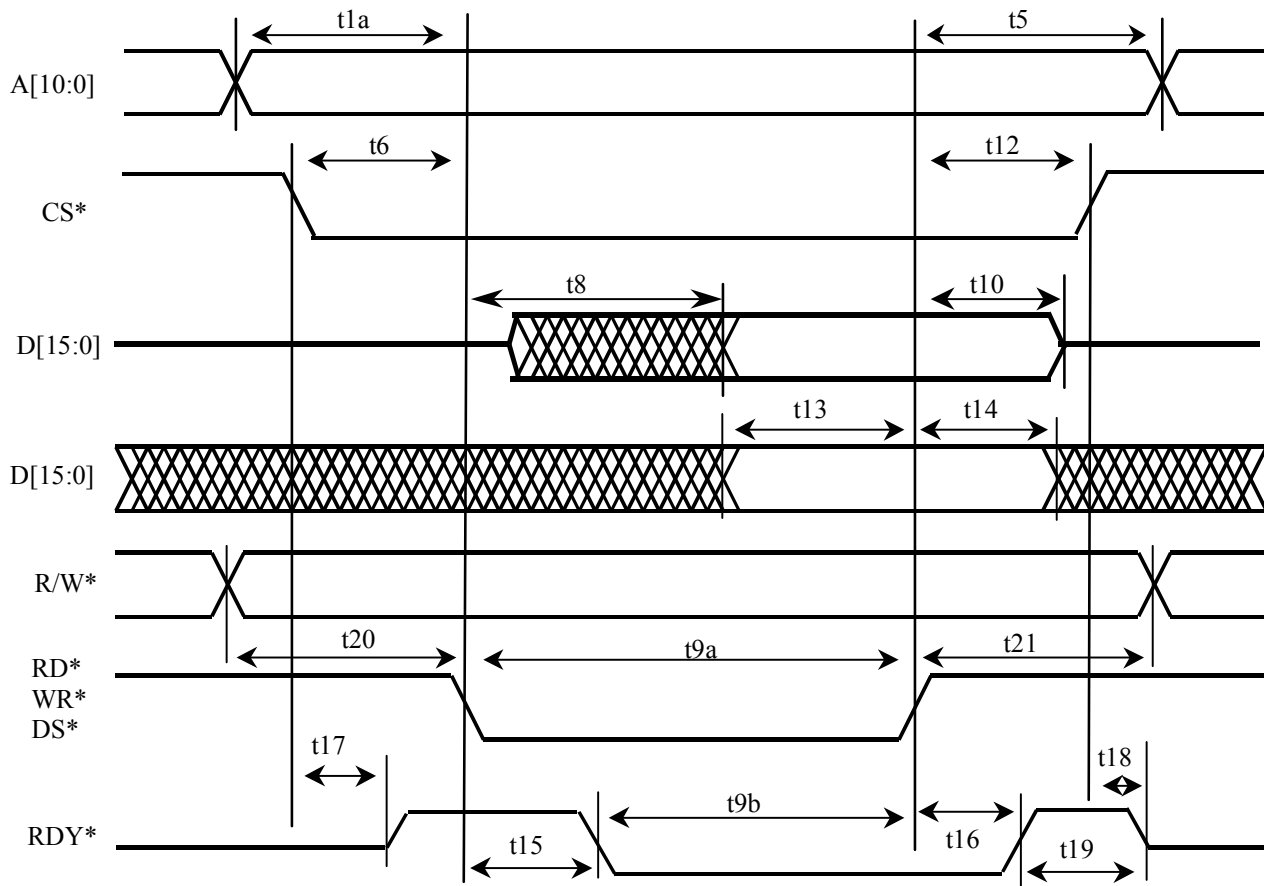 t1a t5
A[10:0]
t6 t12
CS*
t8 t10
D[15:0]
t13 t14
D[15:0]
R/W*
t20 t9a t21
RD*
WR*
DS*
t17 t18
t9b
RDY* t15 t16 t19